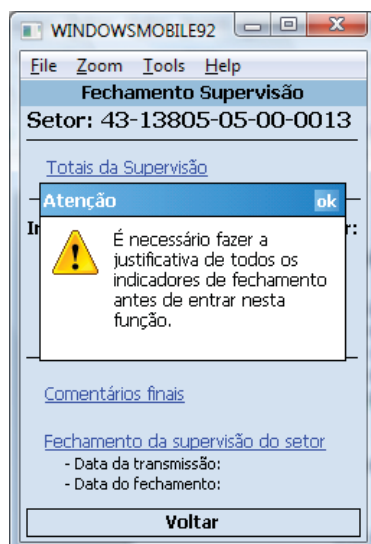 WINDOWSMOBILE92
File Zoom Tools Help
Fechamento Supervisão
Setor: 43-13805-05-00-0013
Totais da Supervisão
Atenção ok
É necessário fazer a
justificativa de todos os
indicadores de fechamento
antes de entrar nesta
função.
Comentários finais
Fechamento da supervisão do setor
- Data da transmissão:
- Data do fechamento:
Voltar